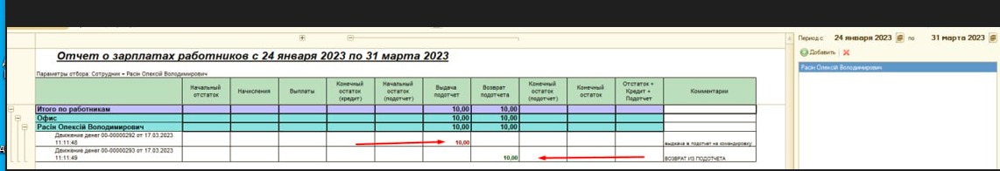 Период с 24 января 2023 по 31 марта 2023
Добавить
Расін Олексій Володимирович
Отчет о зарплатах работников с 24 января 2023 по 31 марта 2023
Параметры отбора: Сотрудник = Расін Олексій Володимирович
Начальный отстаток Начисления Выплаты Конечный остаток (кредит) Начальный остаток (подотчет) Выдача подотчет Возврат подотчета Конечный остаток (подотчет) Конечный остаток Отстаток + Кредит + Подотчет Комментарии
Итого по работникам 10,00 10,00
Офис 10,00 10,00
Расін Олексій Володимирович 10,00 10,00
Движение денег 00-00000292 от 17.03.2023
11:11:48 10,00 выдача в подотчет на командировку
Движение денег 00-00000293 от 17.03.2023
11:11:49 10,00 ВОЗВРАТ ИЗ ПОДОТЧЕТА